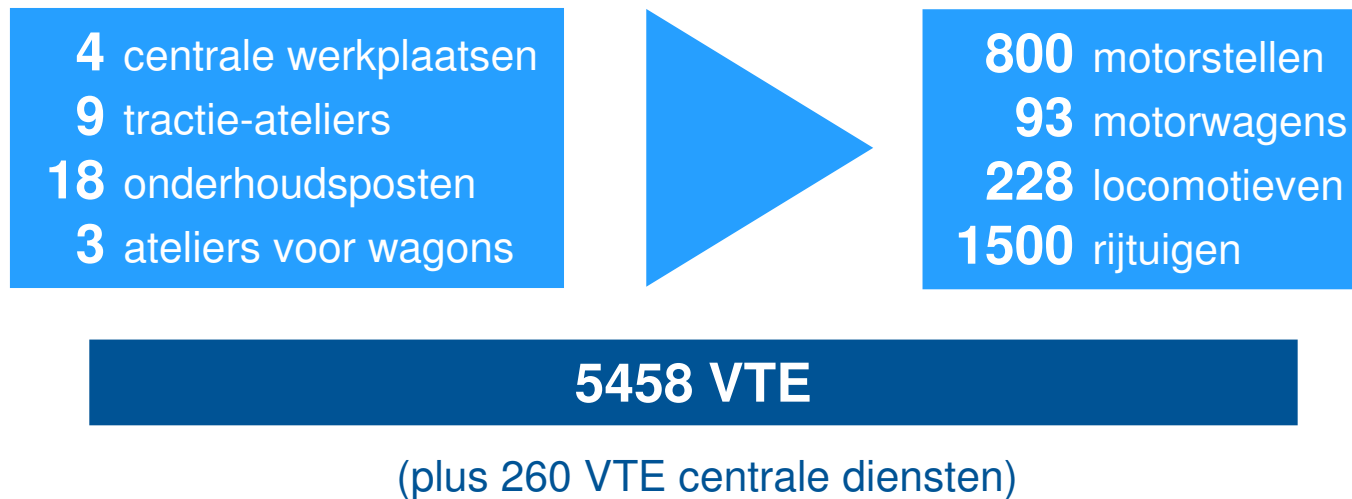 4 centrale werkplaatsen
9 tractie-ateliers
18 onderhoudsposten
3 ateliers voor wagons
800 motorstellen
93 motorwagens
228 locomotieven
1500 rijtuigen
5458 VTE
(plus 260 VTE centrale diensten)